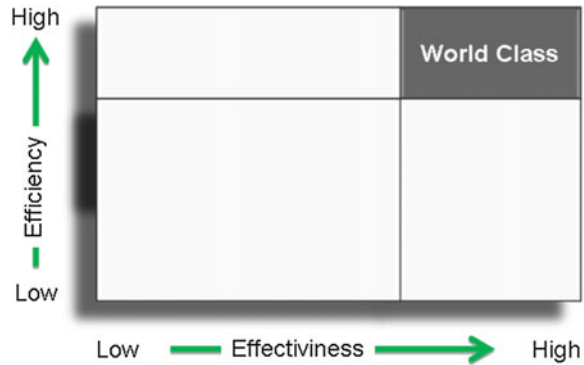 High
World Class
Efficiency
Low
Low Effectiviness High